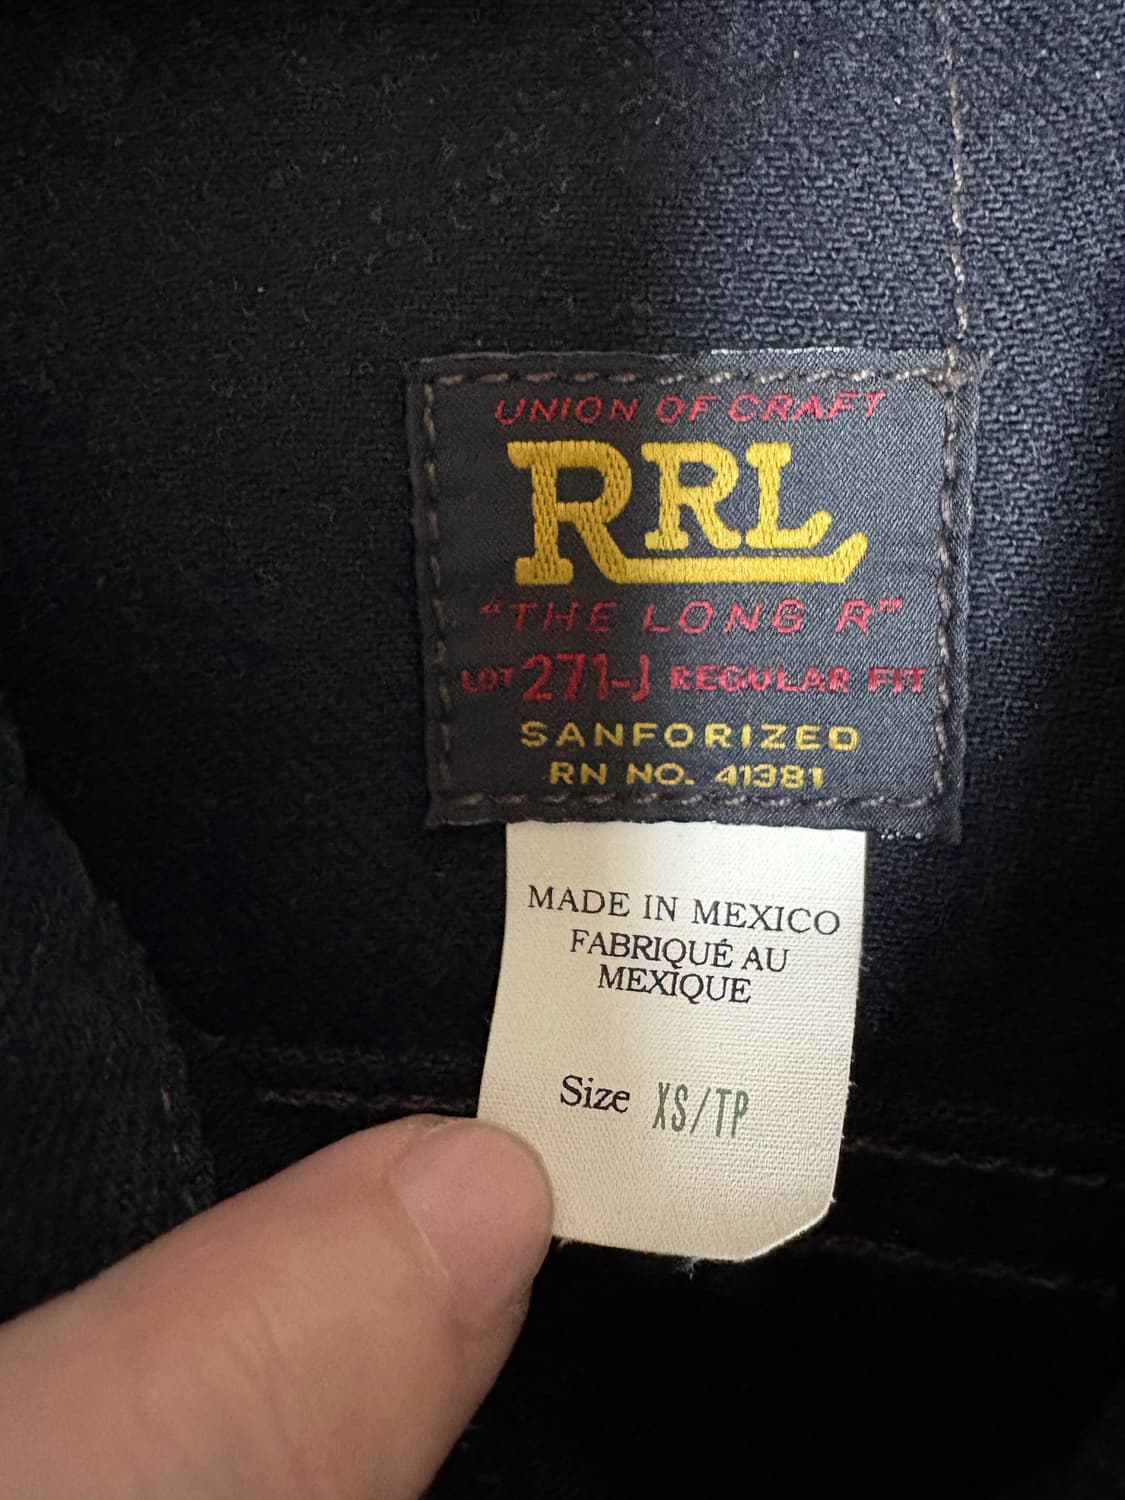 UNION OF CRAFT
RRL
"THE LONG R"
LOT 271-J REGULAR FIT
SANFORIZED
RN NO. 41381
MADE IN MEXICO
FABRIQUÉ AU
MEXIQUE
Size XS/TP